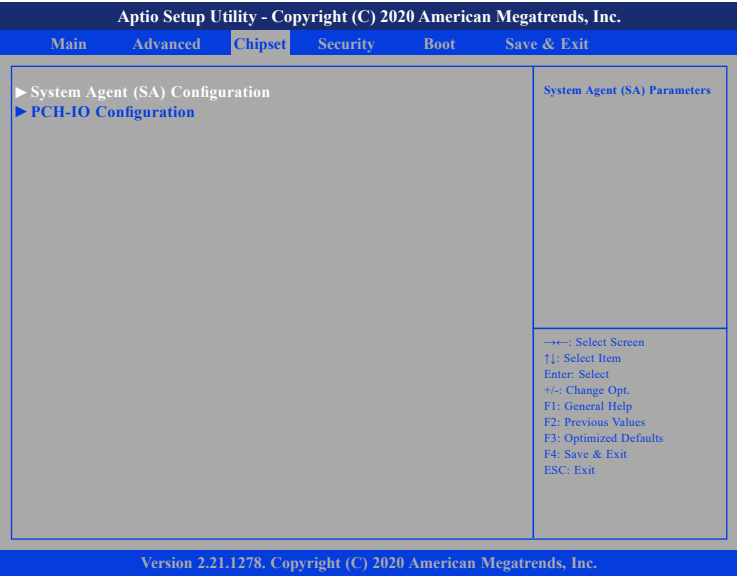 Aptio Setup Utility - Copyright (C) 2020 American Megatrends, Inc.
Main Advanced Chipset Security Boot Save & Exit
►System Agent (SA) Configuration
►PCH-IO Configuration
System Agent (SA) Parameters
→←: Select Screen
↑↓: Select Item
Enter: Select
+/-: Change Opt.
F1: General Help
F2: Previous Values
F3: Optimized Defaults
F4: Save & Exit
ESC: Exit
Version 2.21.1278. Copyright (C) 2020 American Megatrends, Inc.